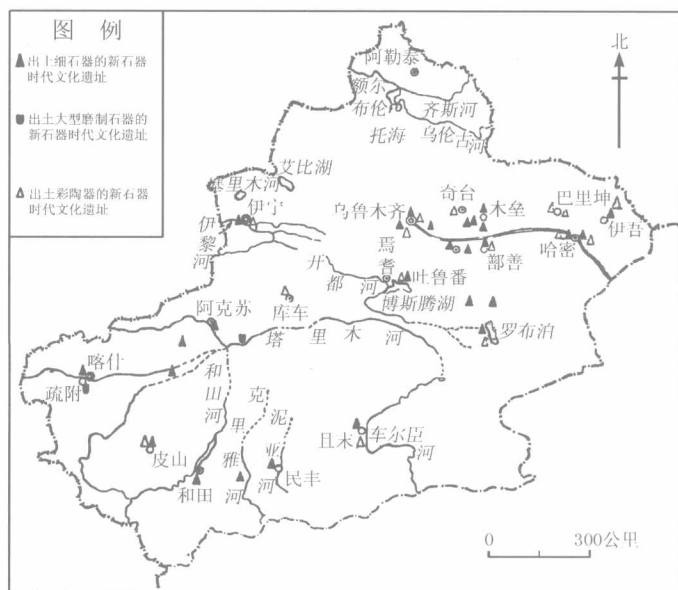 图 例
出上细石器的新石器
时代文化遗址
出土大型磨制石器的
新石器时代文化遗址
出土彩陶器的新石器
时代文化遗址
北
阿勒泰
额尔
齐斯河
布伦
托海
乌伦古河
艾比湖
里木河
伊宁
伊黎河
乌鲁木齐
奇台
木垒
巴里坤
伊吾
哈密
鄯善
焉耆
开都河
吐鲁番
博斯腾湖
罗布泊
阿克苏
库车
塔里木河
喀什
疏附
和田河
克里雅河
泥亚河
且末
车尔臣河
皮山
和田
民丰
0 300公里